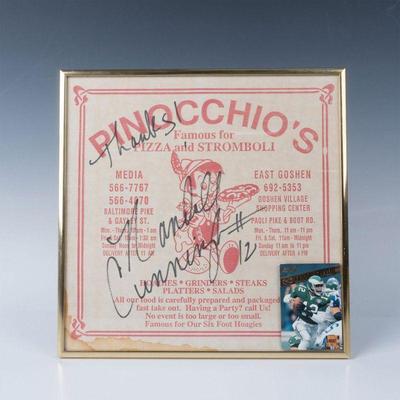 PINOCCHIO'S
Thanks!
Famous for
PIZZA and STROMBOLI
MEDIA
566-7767
BALTIMORE PIKE
& GAYLEY ST.
EAST GOSHEN
692-5353
GOSHEN VILLAGE
SHOPPING CENTER
PAOLI PIKE & BOOT RD.
Mon. - Thurs. 11 am - 11 pm
Fri. & Sat. 11 am - Midnight
Sunday 11 am - 11 pm
DELIVERY AFTER 4 PM
Randall
Cunningham
#
12
HOAGIES * GRINDERS * STEAKS
PLATTERS * SALADS
All our food is carefully prepared and packaged
fast take out. Having a Party? call Us!
No event is too large or too small.
Famous for Our Six Foot Hoagies